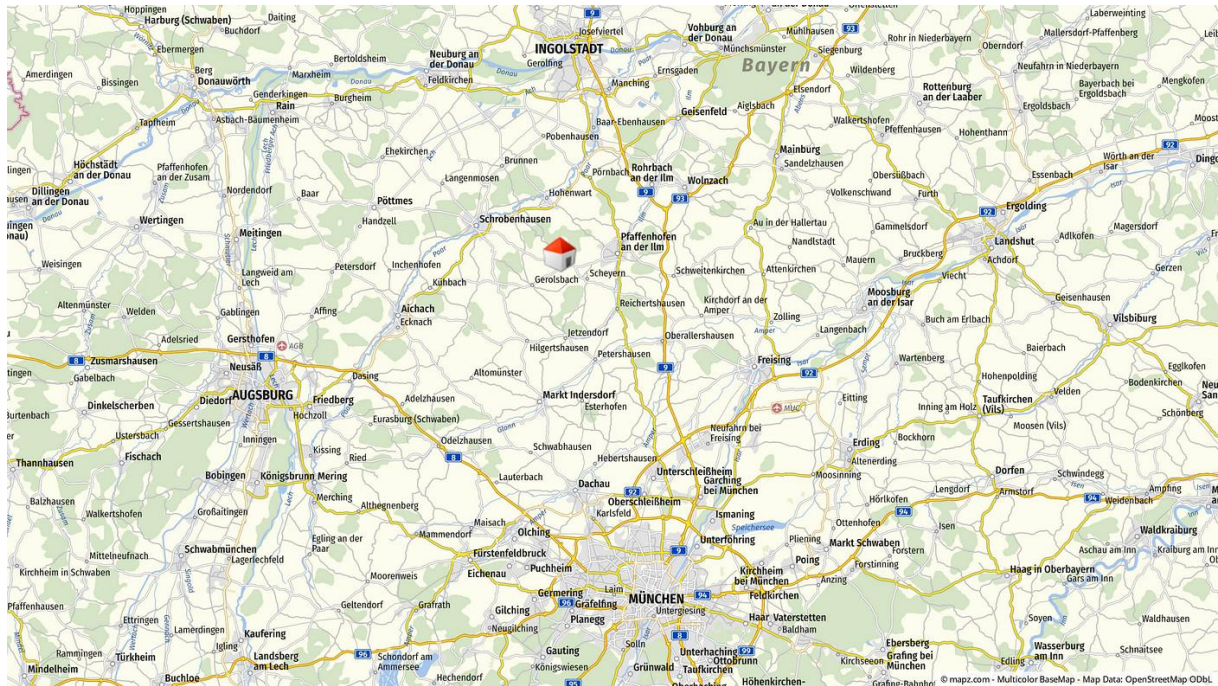 Hoppingen
Daiting
Harburg (Schwaben)
Buchdorf
Ebermergen
Berg
Donauwörth
Amerdingen
Bissingen
Marxheim
Bertoldsheim
Neuburg an
der Donau
Feldkirchen
Genderkingen
Burgheim
Rain
Asbach-Bäumenheim
Tapfheim
INGOLSTADT
Josefviertel
Gerolfing
Manching
Ernsgaden
Vohburg an
der Donau
Münchsmünster
Mühlhausen
Siegenburg
Bayern
Wildenberg
Rohr in Niederbayern
Oberndorf
Laberweinting
Mallersdorf-Pfaffenberg
Neufahrn in Niederbayern
Bayerbach bei
Ergoldsbach
Mengkofen
Rottenburg
an der Laaber
Ergoldsbach
Elsendorf
Aiglsbach
Geisenfeld
Baar-Ebenhausen
Pobenhausen
Walkertshofen
Pfeffenhausen
Hohenthann
Höchstädt
an der Donau
Pfaffenhofen
an der Zusam
Ehekirchen
Brunnen
Langenmosen
Hohenwart
Pörnbach
Rohrbach
an der Ilm
Wolnzach
Mainburg
Sandelzhausen
Obersüßbach
Volkenschwand
Furth
Essenbach
Wörth an der
Isar
Dillingen
an der Donau
Wertingen
Nordendorf
Baar
Pöttmes
Handzell
Schrobenhausen
Meitingen
Pfaffenhofen
an der Ilm
Au in der Hallertau
Nandlstadt
Gammelsdorf
Bruckberg
Ergolding
Landshut
Achdorf
Adlkofen
Magersdorf
Weisingen
Langweid am
Lech
Petersdorf
Inchenhofen
Kühbach
Gerolsbach
Scheyern
Schweitenkirchen
Attenkirchen
Mauern
Viecht
Gerzen
Altenmünster
Welden
Gablingen
Affing
Aichach
Ecknach
Reichertshausen
Kirchdorf an der
Amper
Zolling
Moosburg
an der Isar
Langenbach
Buch am Erlbach
Geisenhausen
Vilsbiburg
Adelsried
Gersthofen
AGB
Jetzendorf
Hilgertshausen
Petershausen
Oberallershausen
Freising
Wartenberg
Baierbach
Zusmarshausen
Gabelbach
Neusäß
Dasing
Altomünster
Hohenpolding
Egglkofen
Bodenkirchen
Dinkelscherben
Diedorf
AUGSBURG
Friedberg
Hochzoll
Adelzhausen
Eurasburg (Schwaben)
Markt Indersdorf
Esterhofen
MUC
Eitting
Inning am Holz
Taufkirchen
(Vils)
Velden
Moosen (Vils)
Schönberg
Gessertshausen
Ustersbach
Fischach
Inningen
Kissing
Ried
Odelzhausen
Schwabhausen
Hebertshausen
Neufahrn bei
Freising
Erding
Altenerding
Bockhorn
Thannhausen
Bobingen
Königsbrunn
Mering
Merching
Lauterbach
Dachau
Unterschleißheim
Garching
bei München
Moosinning
Dorfen
Schwindegg
Armstorf
Ampfing
Weidenbach
Balzhausen
Walkertshofen
Großaitingen
Althegnenberg
Oberschleißheim
Karlsfeld
Ismaning
Speichersee
Hörlkofen
Lengdorf
Ottenhofen
Isen
Waldkraiburg
Mittelneufnach
Schwabmünchen
Lagerlechfeld
Egling an der
Paar
Mammendorf
Maisach
Olching
Fürstenfeldbruck
Eichenau
Puchheim
Unterföhring
Pliening
Poing
Markt Schwaben
Forstern
Forstinning
Aschau am Inn
Kraiburg am Inn
Kirchheim in Schwaben
Moorenweis
Germering
Gräfelfing
Laim
Kirchheim
bei München
Feldkirchen
Anzing
Haag in Oberbayern
Gars am Inn
Pfaffenhausen
Ettringen
Lamerdingen
Geltendorf
Grafrath
Gilching
Neugilching
Planegg
MÜNCHEN
Untergiesing
Haar
Vaterstetten
Baldham
Soyen
Waldhausen
Rammingen
Türkheim
Kaufering
Igling
Gauting
Solln
Unterhaching
Ottobrunn
Ebersberg
Grafing bei
München
Kirchseeon
Wasserburg
am Inn
Edling
Schnaitsee
Mindelheim
Buchloe
Landsberg
am Lech
Schondorf am
Ammersee
Hechendorf
Königswiesen
Grünwald
Taufkirchen
Höhenkirchen-
© mapz.com - Multicolor BaseMap - Map Data: OpenStreetMap ODbL